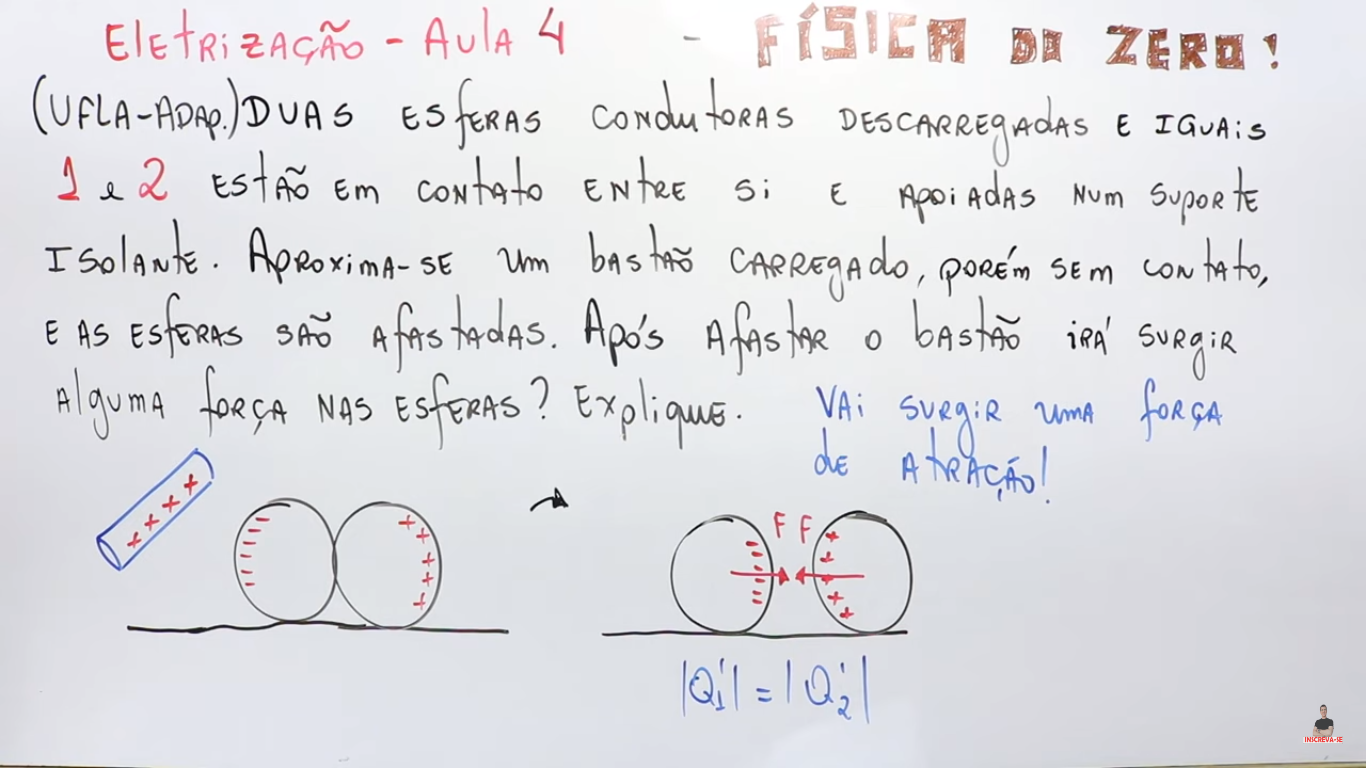 Eletrização - Aula 4 - FÍSICA DO ZERO!
(UFLA-ADAP.) DUAS ESFERAS CONDUTORAS DESCARREGADAS E IGUAIS
1 e 2 ESTÃO EM CONTATO ENTRE SI E APOIADAS NUM SUPORTE
ISOLANTE. APROXIMA-SE UM BASTÃO CARREGADO, PORÉM SEM CONTATO,
E AS ESFERAS SÃO AFASTADAS. APÓS AFASTAR O BASTÃO IRÁ SURGIR
ALGUMA FORÇA NAS ESFERAS? EXPLIQUE. VAI SURGIR UMA FORÇA
DE ATRAÇÃO!
+ + + +
- - - - - + + + + +
F F
- - - - - + + + + +
|Q'1| = |Q'2|
INSCREVA-SE